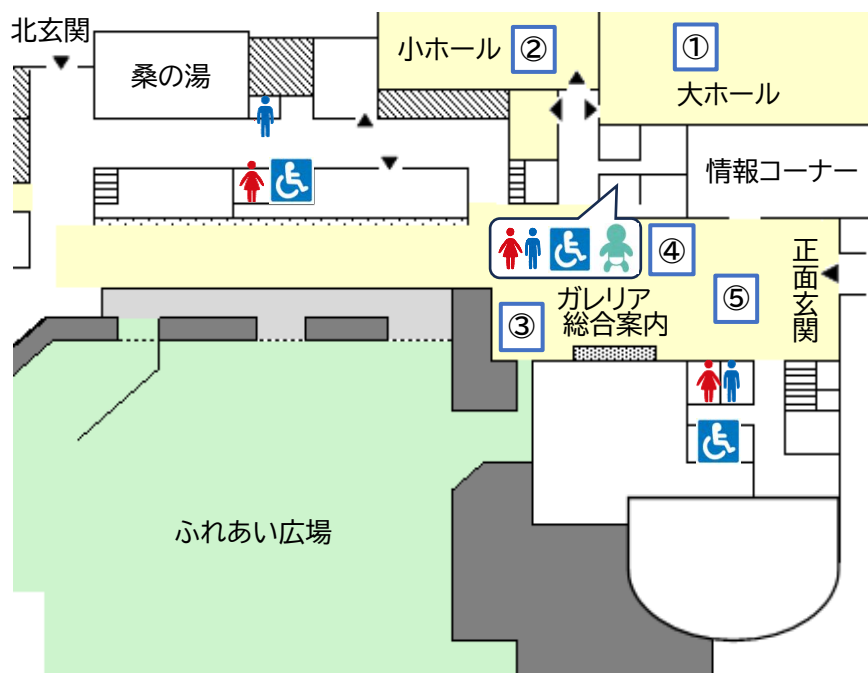 北玄関
桑の湯
小ホール
②
①
大ホール
情報コーナー
④
正面玄関
⑤
③
ガレリア
総合案内
ふれあい広場